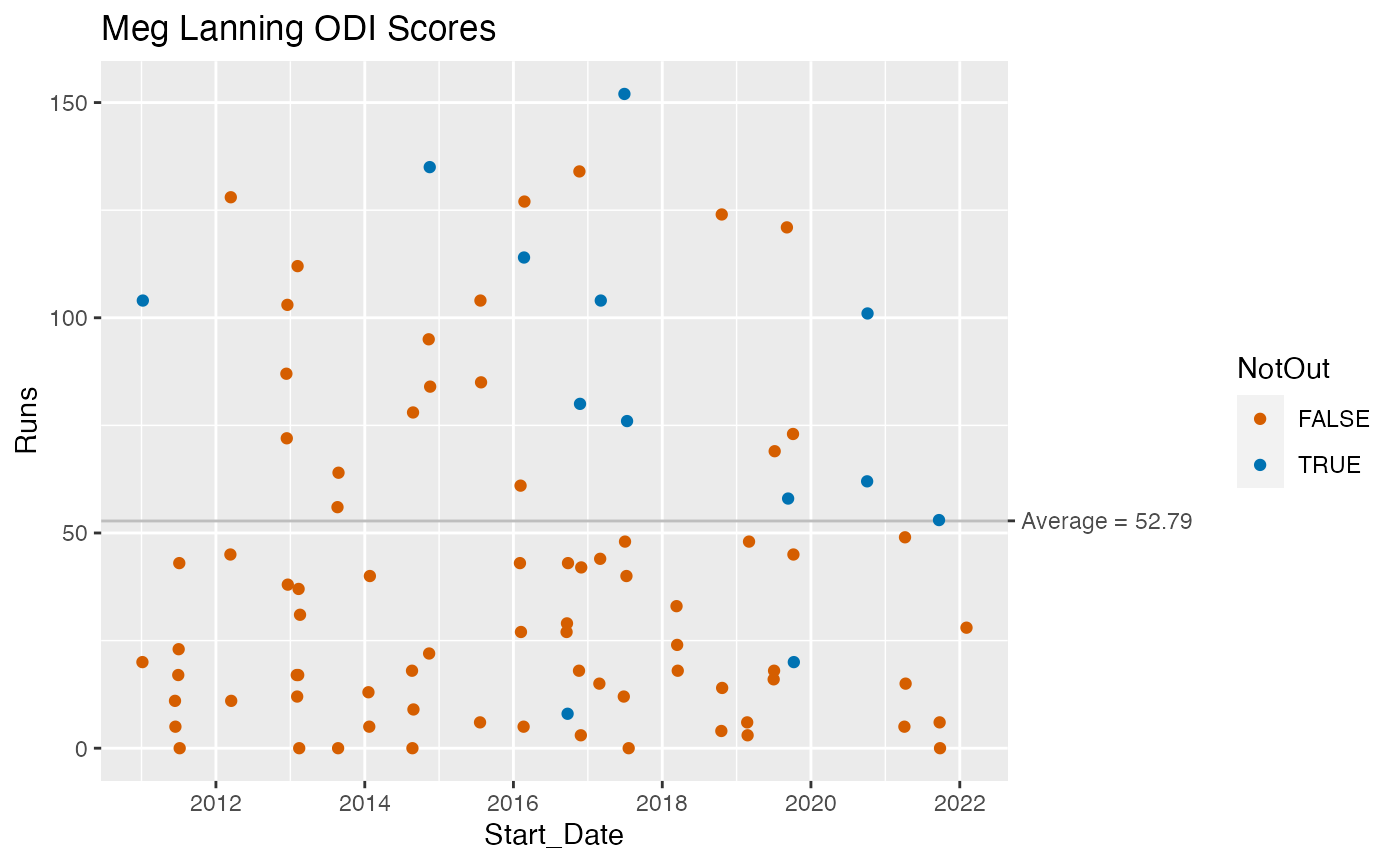 Meg Lanning ODI Scores
Runs
150
100
50
0
Average = 52.79
2012 2014 2016 2018 2020 2022
Start_Date
NotOut
FALSE
TRUE